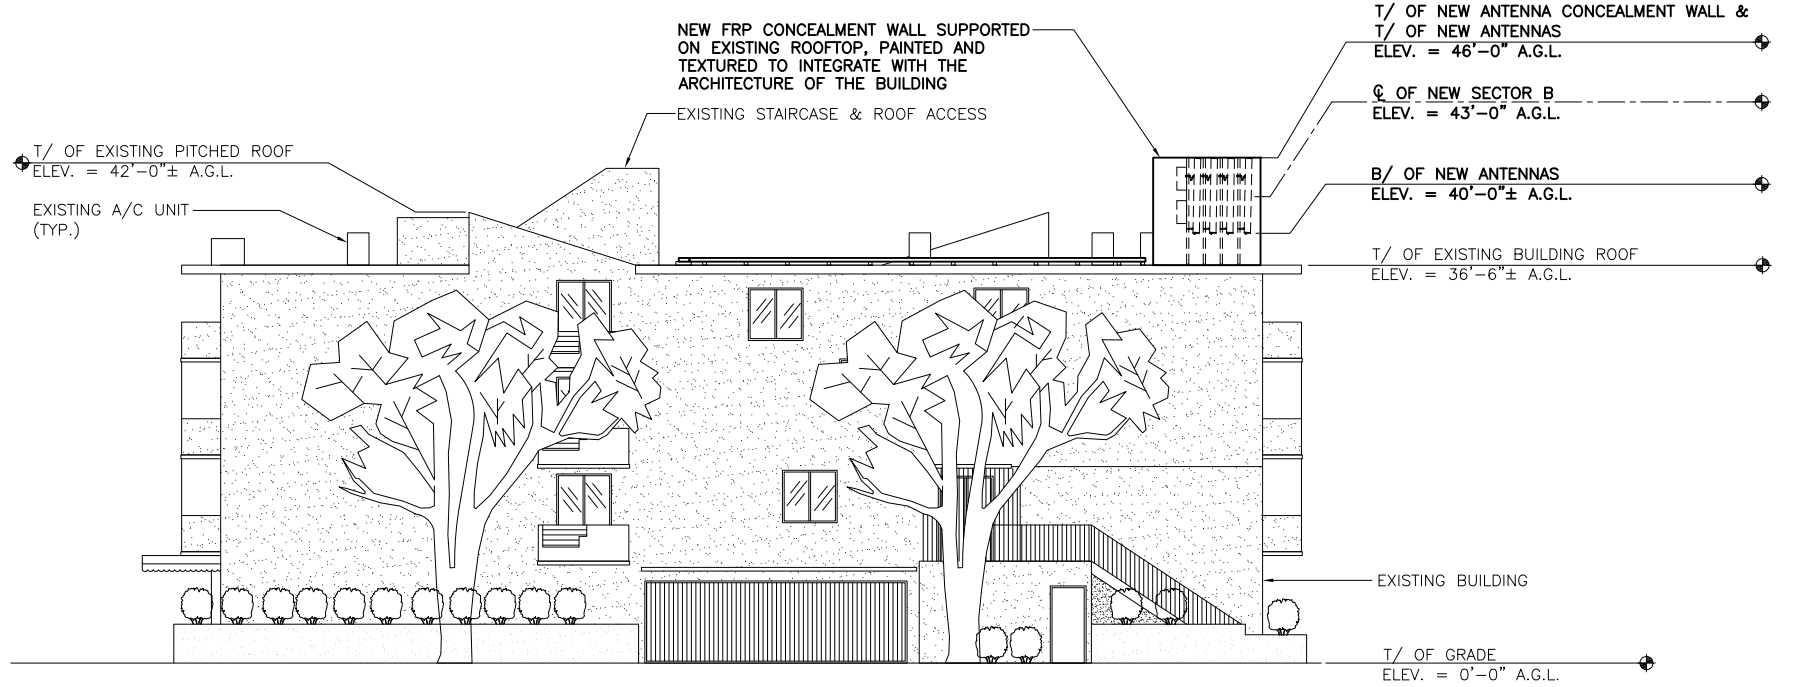 NEW FRP CONCEALMENT WALL SUPPORTED
ON EXISTING ROOFTOP, PAINTED AND
TEXTURED TO INTEGRATE WITH THE
ARCHITECTURE OF THE BUILDING
EXISTING STAIRCASE & ROOF ACCESS
T/ OF EXISTING PITCHED ROOF
ELEV. = 42'-0"± A.G.L.
EXISTING A/C UNIT
(TYP.)
T/ OF NEW ANTENNA CONCEALMENT WALL &
T/ OF NEW ANTENNAS
ELEV. = 46'-0" A.G.L.
℄ OF NEW SECTOR B
ELEV. = 43'-0" A.G.L.
B/ OF NEW ANTENNAS
ELEV. = 40'-0"± A.G.L.
T/ OF EXISTING BUILDING ROOF
ELEV. = 36'-6"± A.G.L.
EXISTING BUILDING
T/ OF GRADE
ELEV. = 0'-0" A.G.L.